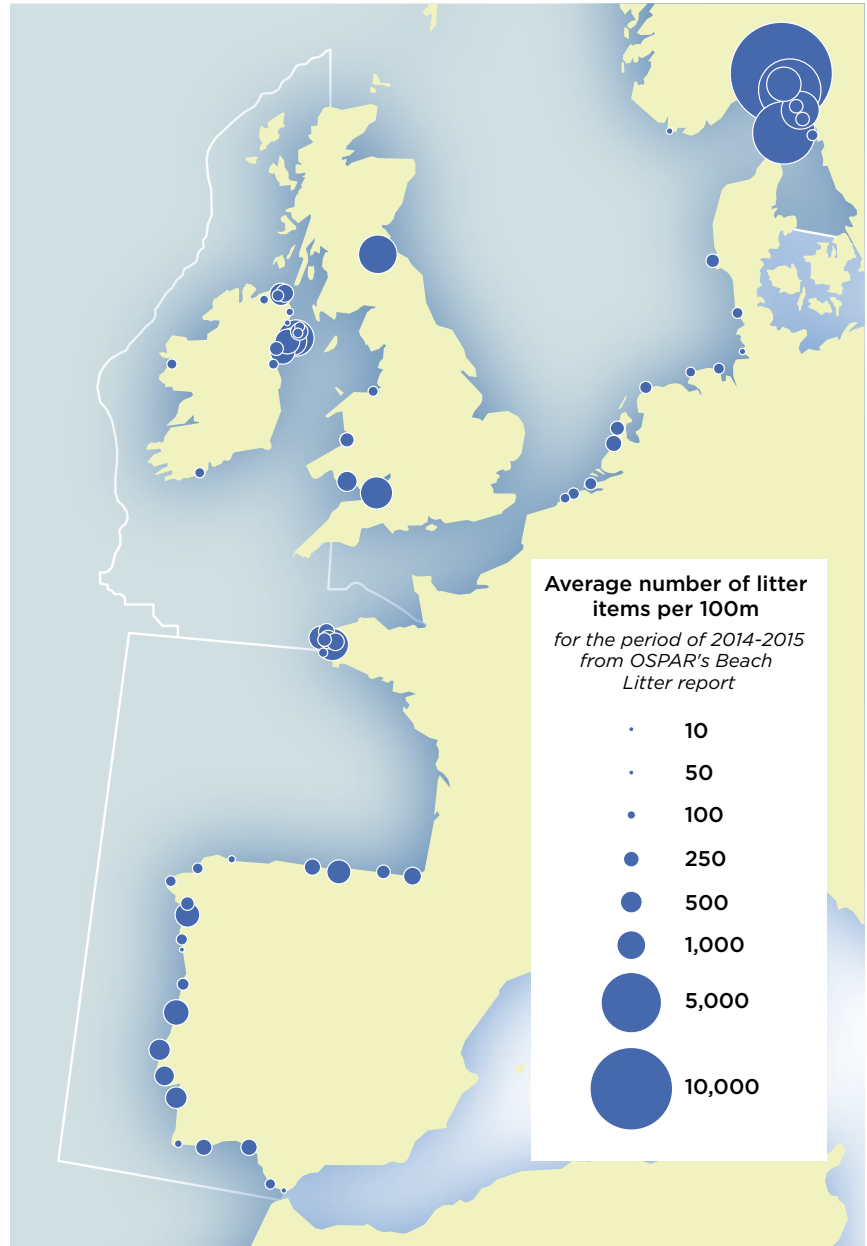 Average number of litter
items per 100m
for the period of 2014-2015
from OSPAR's Beach
Litter report
10
50
100
250
500
1,000
5,000
10,000